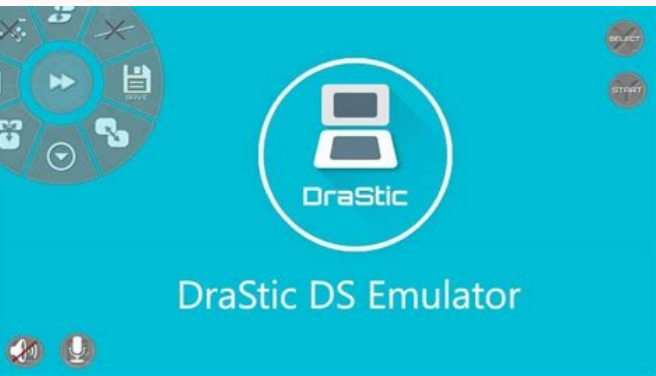 SELECT
START
SAVE
DraStic
DraStic DS Emulator